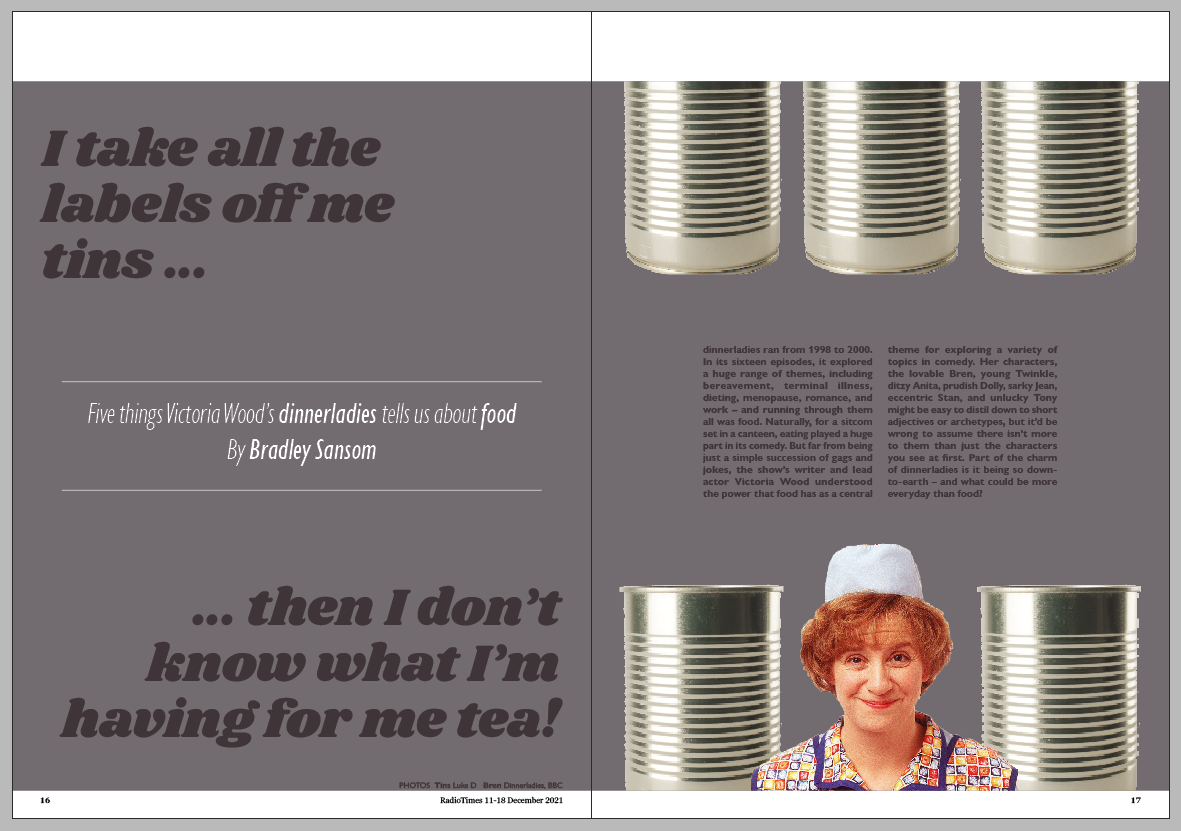 I take all the
labels off me
tins ...
Five things Victoria Wood's dinnerladies tells us about food
By Bradley Sansom
... then I don't
know what I'm
having for me tea!
PHOTOS Tins Luke D Bren Dinnerladies, BBC
16
RadioTimes 11-18 December 2021
dinnerladies ran from 1998 to 2000.
In its sixteen episodes, it explored
a huge range of themes, including
bereavement, terminal illness,
dieting, menopause, romance, and
work – and running through them
all was food. Naturally, for a sitcom
set in a canteen, eating played a huge
part in its comedy. But far from being
just a simple succession of gags and
jokes, the show's writer and lead
actor Victoria Wood understood
the power that food has as a central
theme for exploring a variety of
topics in comedy. Her characters,
the lovable Bren, young Twinkle,
ditzy Anita, prudish Dolly, sarky Jean,
eccentric Stan, and unlucky Tony
might be easy to distil down to short
adjectives or archetypes, but it'd be
wrong to assume there isn't more
to them than just the characters
you see at first. Part of the charm
of dinnerladies is it being so down-
to-earth – and what could be more
everyday than food?
17